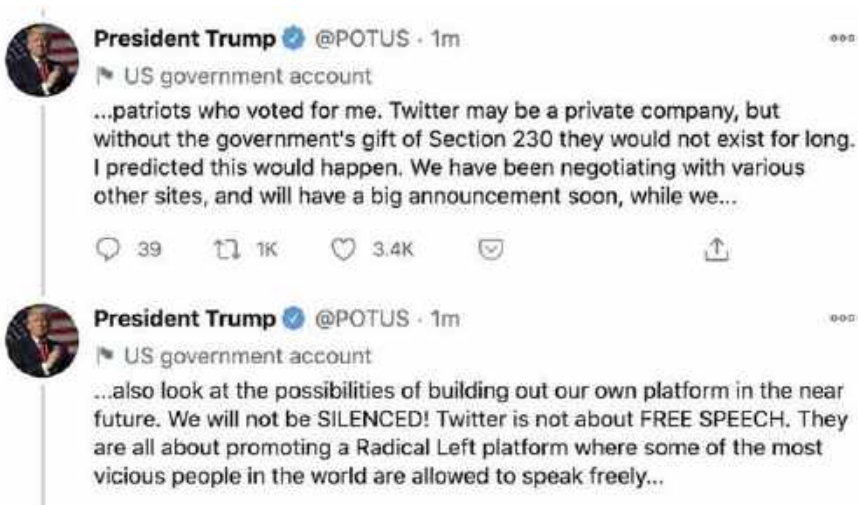 President Trump @POTUS · 1m
US government account
...patriots who voted for me. Twitter may be a private company, but
without the government's gift of Section 230 they would not exist for long.
I predicted this would happen. We have been negotiating with various
other sites, and will have a big announcement soon, while we...
39 1K 3.4K
President Trump @POTUS · 1m
US government account
...also look at the possibilities of building out our own platform in the near
future. We will not be SILENCED! Twitter is not about FREE SPEECH. They
are all about promoting a Radical Left platform where some of the most
vicious people in the world are allowed to speak freely...